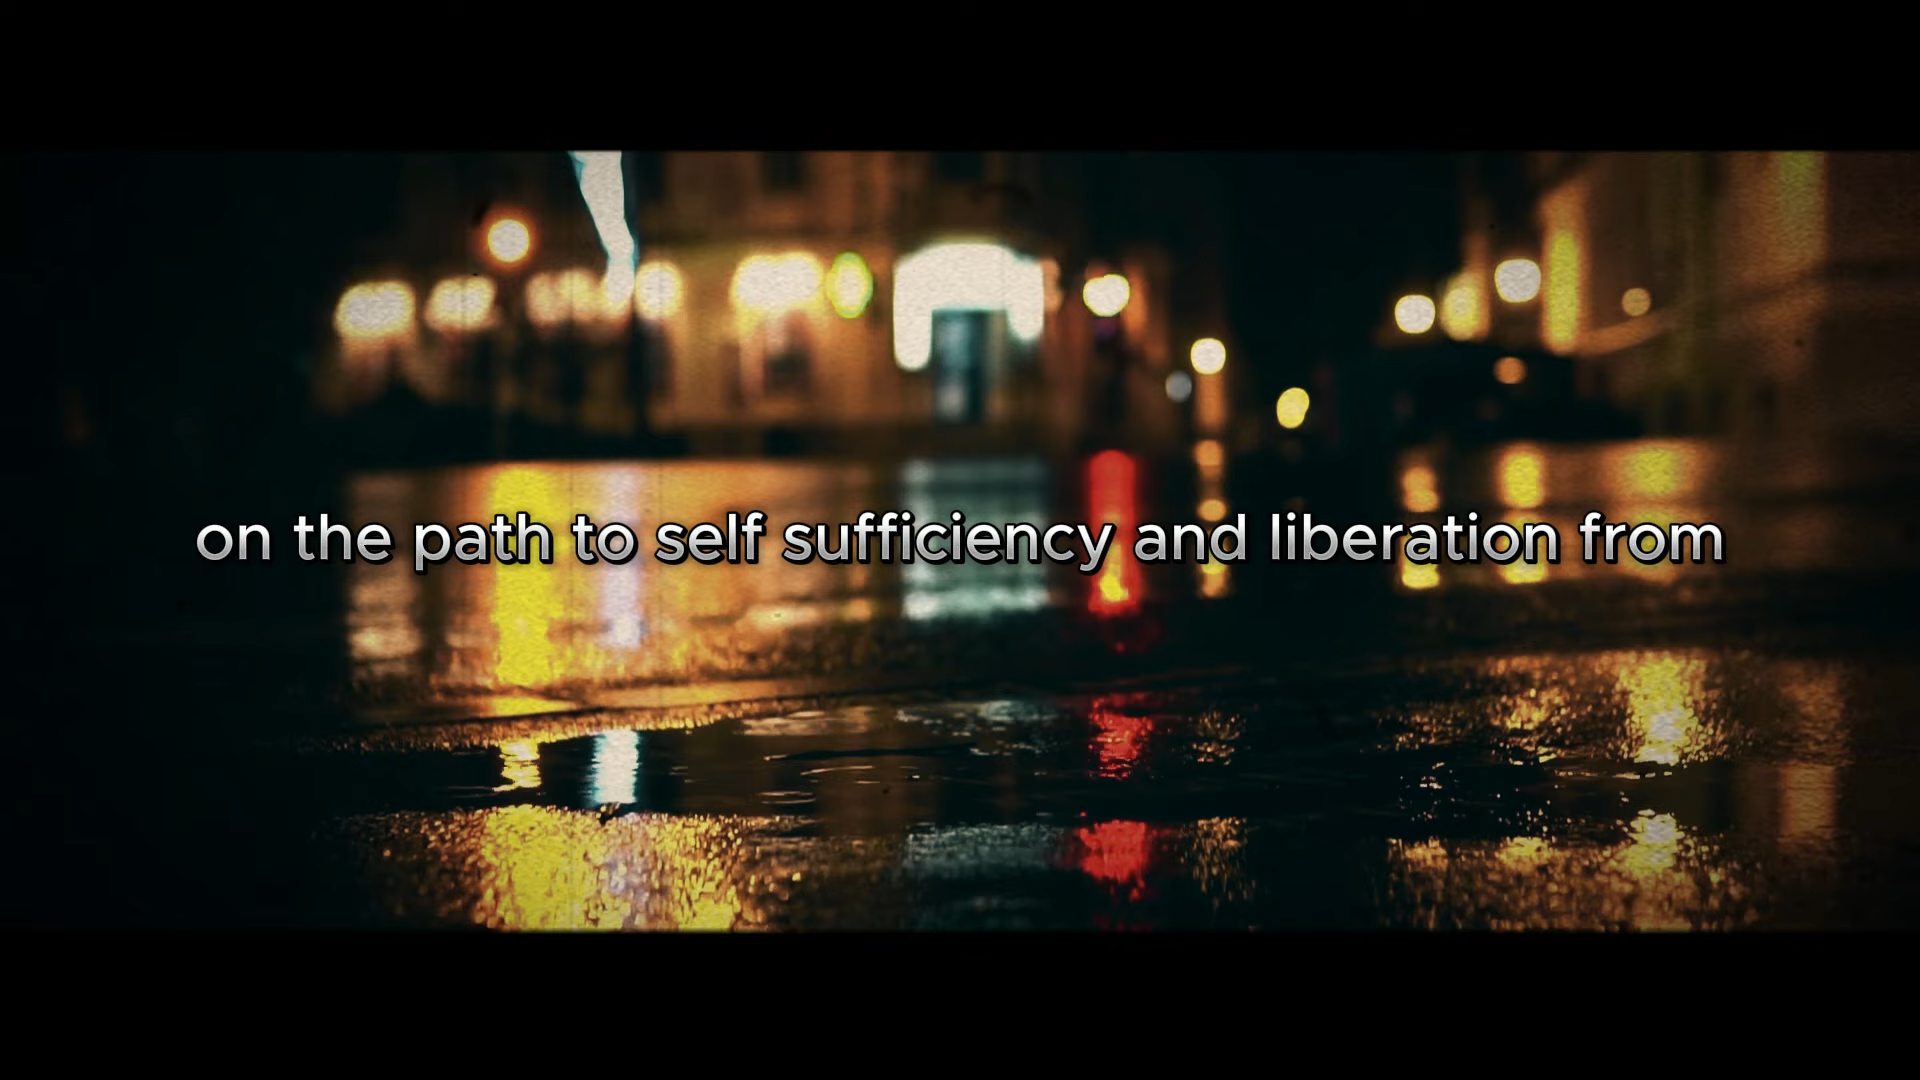 on the path to self sufficiency and liberation from